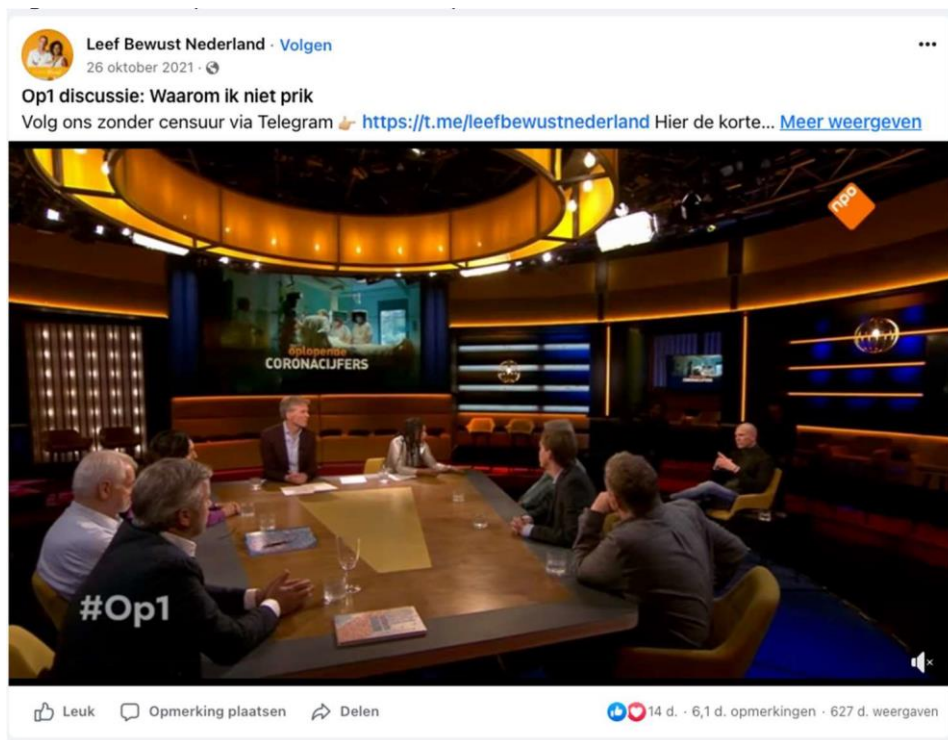 Leef Bewust Nederland · Volgen
26 oktober 2021 ·
Op1 discussie: Waarom ik niet prik
Volg ons zonder censuur via Telegram 👉🏼 https://t.me/leefbewustnederland Hier de korte... Meer weergeven
npo
oplopende
CORONACIJFERS
#Op1
Leuk
Opmerking plaatsen
Delen
14 d. · 6,1 d. opmerkingen · 627 d. weergaven